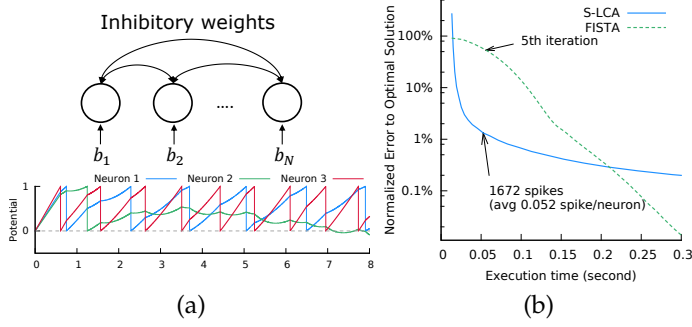 Inhibitory weights
....
b1 b2 bN
Neuron 1 Neuron 2 Neuron 3
Potential
1
0
0 1 2 3 4 5 6 7 8
(a)
S-LCA
FISTA
Normalized Error to Optimal Solution
100%
10%
1%
0.1%
5th iteration
1672 spikes
(avg 0.052 spike/neuron)
0 0.05 0.1 0.15 0.2 0.25 0.3
Execution time (second)
(b)